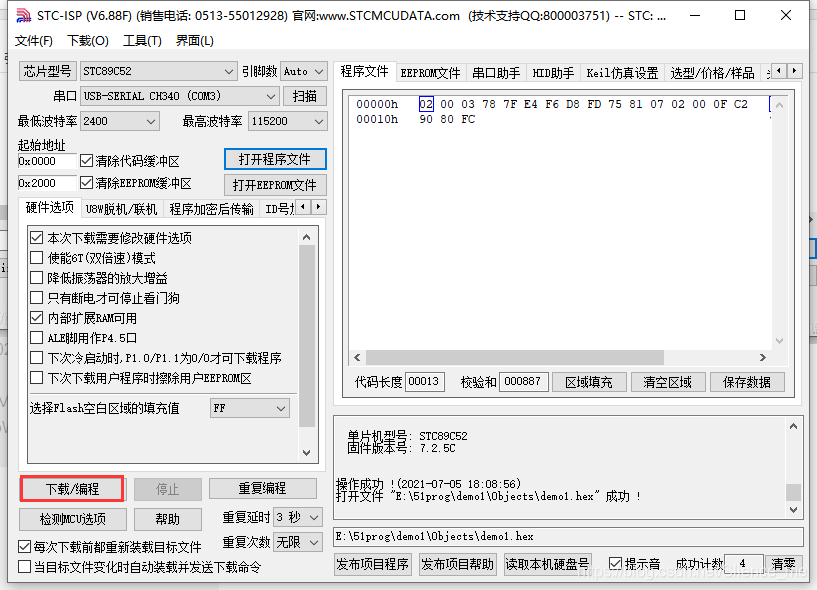 STC-ISP (V6.88F) (销售电话: 0513-55012928) 官网:www.STCMCUDATA.com (技术支持QQ:800003751) -- STC: ...
文件(F) 下载(O) 工具(T) 界面(L)
芯片型号 STC89C52 引脚数 Auto
串口 USB-SERIAL CH340 (COM3) 扫描
最低波特率 2400 最高波特率 115200
起始地址
0x0000 清除代码缓冲区 打开程序文件
0x2000 清除EEPROM缓冲区 打开EEPROM文件
硬件选项 U8W脱机/联机 程序加密后传输 ID号
本次下载需要修改硬件选项
使能6T(双倍速)模式
降低振荡器的放大增益
只有断电才可停止看门狗
内部扩展RAM可用
ALE脚用作P4.5口
下次冷启动时,P1.0/P1.1为0/0才可下载程序
下次下载用户程序时擦除用户EEPROM区
选择Flash空白区域的填充值 FF
下载/编程 停止 重复编程
检测MCU选项 帮助 重复延时 3 秒
重复次数 无限
每次下载前都重新装载目标文件
当目标文件变化时自动装载并发送下载命令
程序文件 EEPROM文件 串口助手 HID助手 Keil仿真设置 选型/价格/样品
00000h 02 00 03 78 7F E4 F6 D8 FD 75 81 07 02 00 0F C2
00010h 90 80 FC
代码长度 00013 校验和 000887 区域填充 清空区域 保存数据
单片机型号: STC89C52
固件版本号: 7.2.5C
操作成功 !(2021-07-05 18:08:56)
打开文件 "E:\51prog\demo1\Objects\demo1.hex" 成功 !
E:\51prog\demo1\Objects\demo1.hex
发布项目程序 发布项目帮助 读取本机硬盘号 提示音 成功计数 4 清零